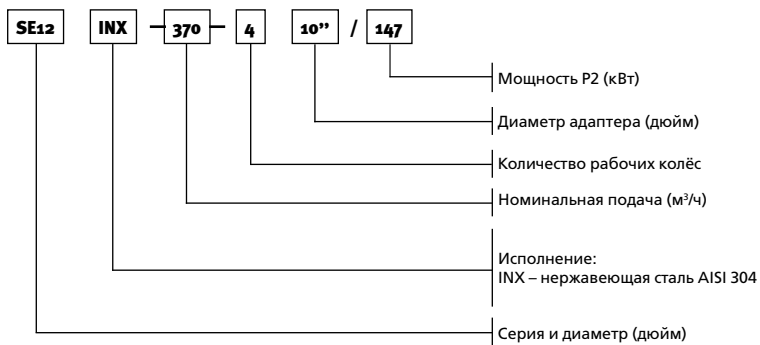 SE12 INX – 370 – 4 10” / 147
Мощность P2 (кВт)
Диаметр адаптера (дюйм)
Количество рабочих колёс
Номинальная подача (м³/ч)
Исполнение:
INX – нержавеющая сталь AISI 304
Серия и диаметр (дюйм)